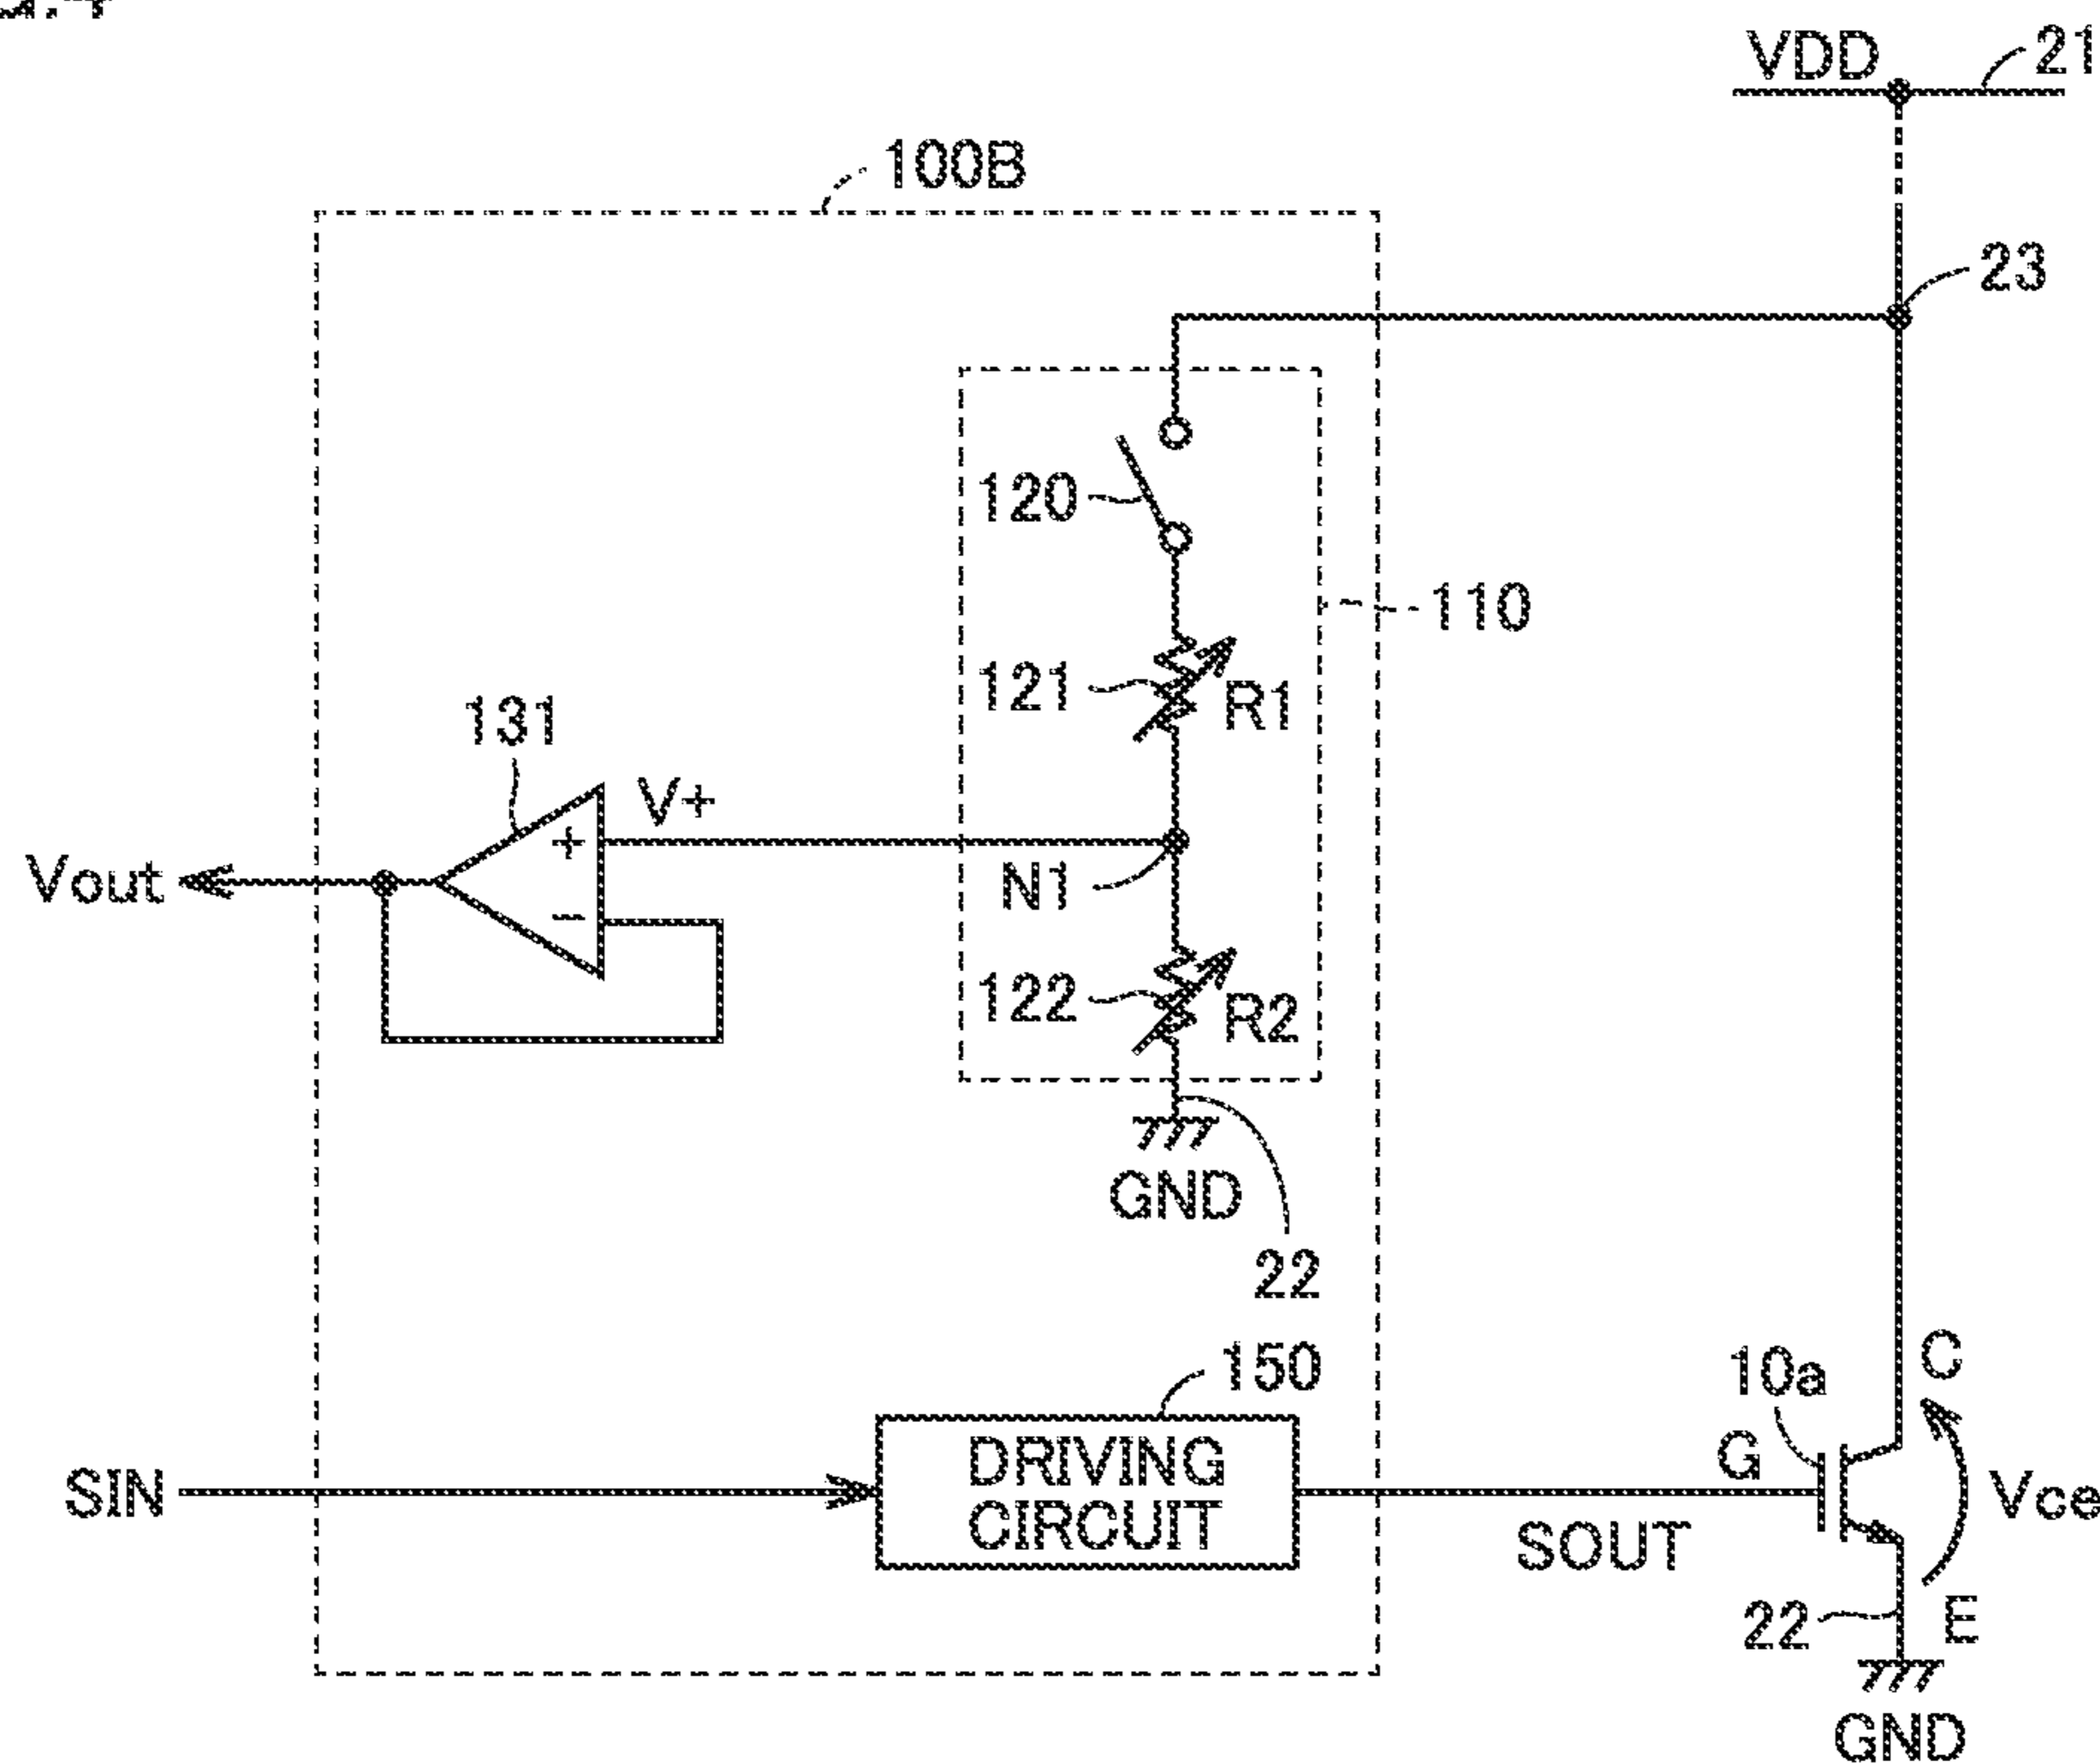 VDD
21
100B
23
120
110
121
R1
131
V+
+
Vout
N1
−
122
R2
GND
22
150
DRIVING
CIRCUIT
SIN
SOUT
10a
G
C
Vce
22
E
GND